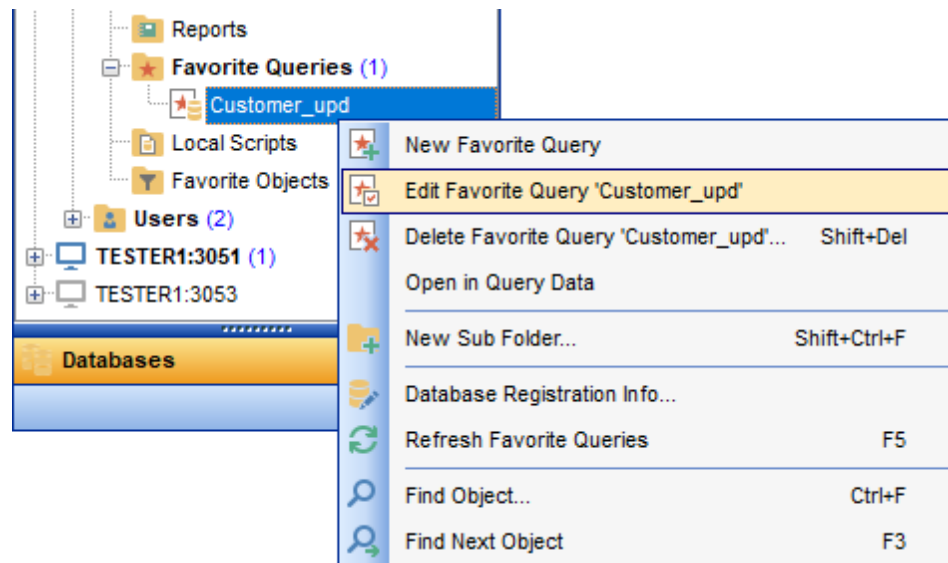 Reports
Favorite Queries (1)
Customer_upd
Local Scripts
Favorite Objects
Users (2)
TESTER1:3051 (1)
TESTER1:3053
Databases
New Favorite Query
Edit Favorite Query 'Customer_upd'
Delete Favorite Query 'Customer_upd'... Shift+Del
Open in Query Data
New Sub Folder... Shift+Ctrl+F
Database Registration Info...
Refresh Favorite Queries F5
Find Object... Ctrl+F
Find Next Object F3